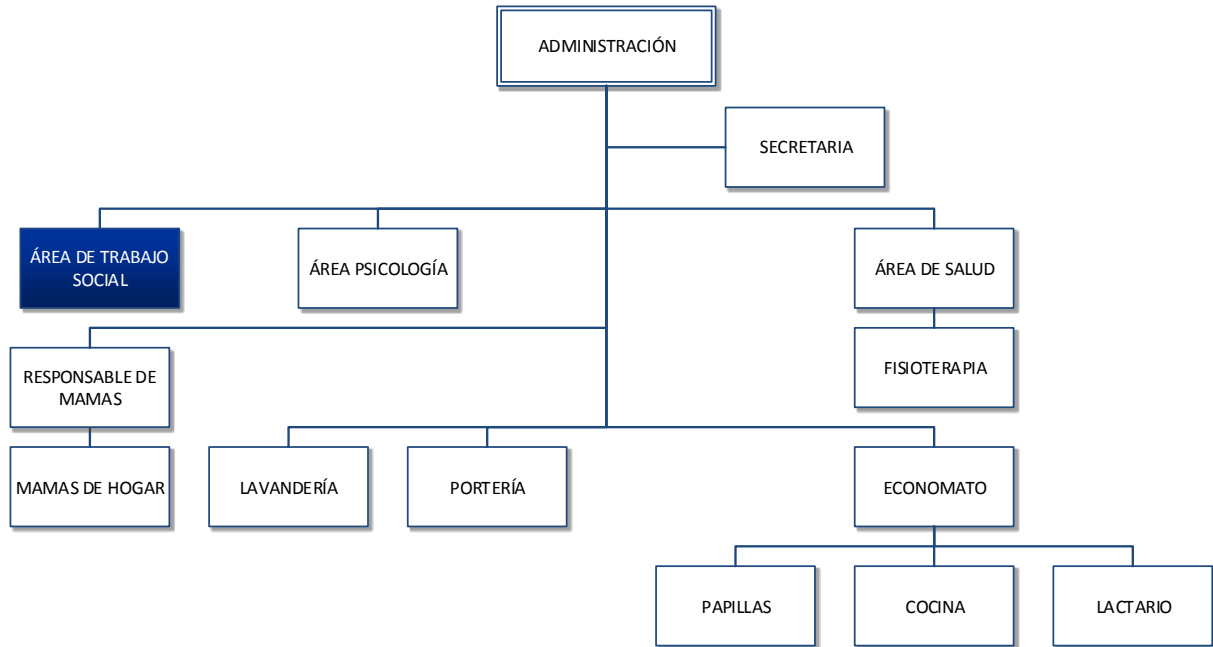 ADMINISTRACIÓN
SECRETARIA
ÁREA DE TRABAJO
SOCIAL
ÁREA PSICOLOGÍA
ÁREA DE SALUD
RESPONSABLE DE
MAMAS
FISIOTERAPIA
MAMAS DE HOGAR
LAVANDERÍA
PORTERÍA
ECONOMATO
PAPILLAS
COCINA
LACTARIO